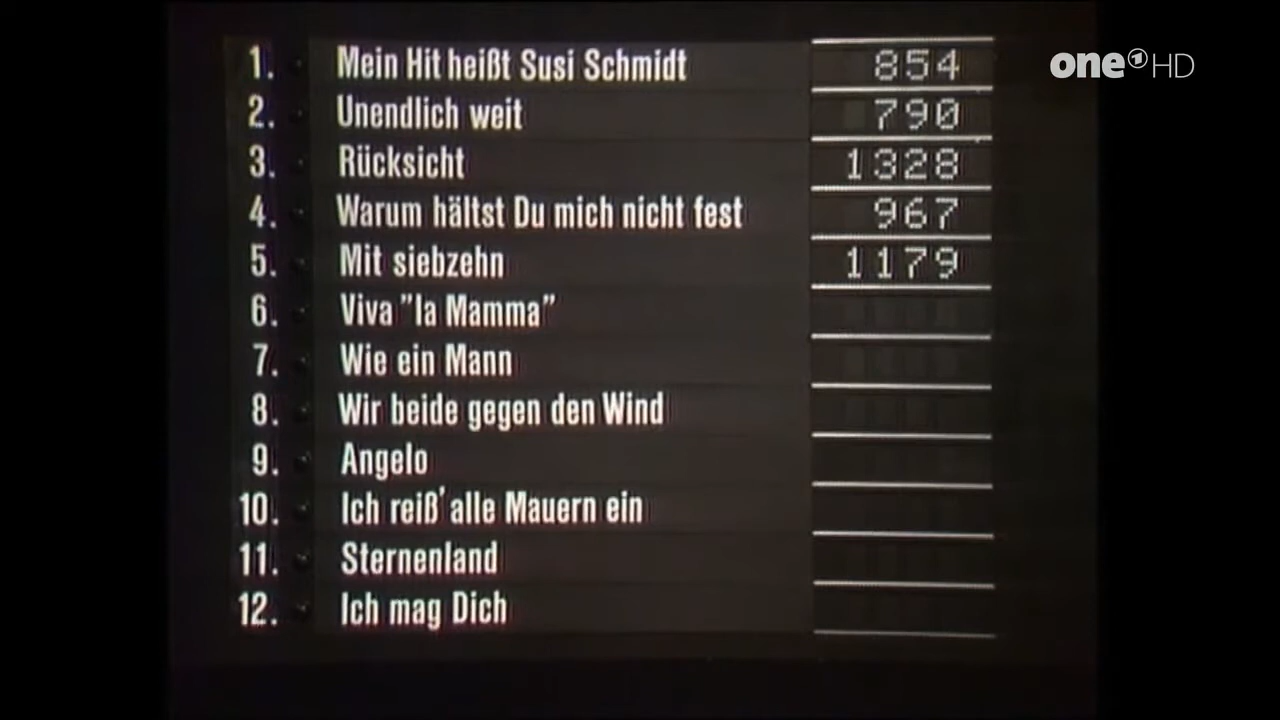 one HD
1. Mein Hit heißt Susi Schmidt 854
2. Unendlich weit 790
3. Rücksicht 1328
4. Warum hältst Du mich nicht fest 967
5. Mit siebzehn 1179
6. Viva "la Mamma"
7. Wie ein Mann
8. Wir beide gegen den Wind
9. Angelo
10. Ich reiß' alle Mauern ein
11. Sternenland
12. Ich mag Dich